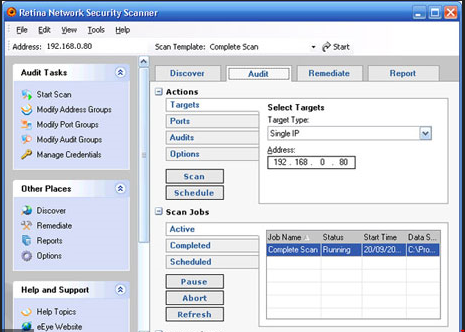 Retina Network Security Scanner
File Edit View Tools Help
Address: 192.168.0.80 Scan Template: Complete Scan Start
Audit Tasks
Start Scan
Modify Address Groups
Modify Port Groups
Modify Audit Groups
Manage Credentials
Other Places
Discover
Remediate
Reports
Options
Help and Support
Help Topics
eEye Website
Discover Audit Remediate Report
Actions
Targets
Ports
Audits
Options
Scan
Schedule
Select Targets
Target Type:
Single IP
Address:
192 . 168 . 0 . 80
Scan Jobs
Active
Completed
Scheduled
Pause
Abort
Refresh
Job Name Status Start Time Data S...
Complete Scan Running 20/09/20... C:\Pro...